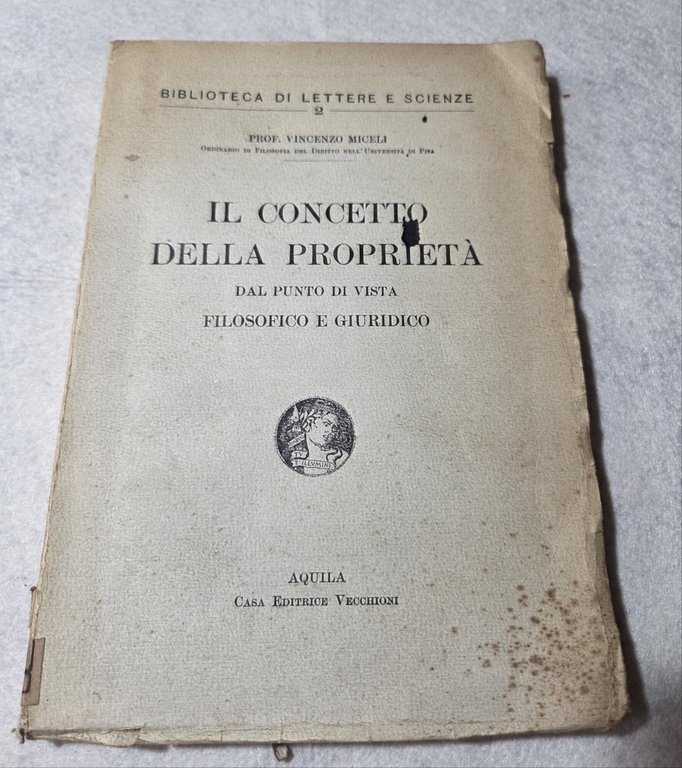 BIBLIOTECA DI LETTERE E SCIENZE
2
PROF. VINCENZO MICELI
ORDINARIO DI FILOSOFIA DEL DIRITTO NELL'UNIVERSITÀ DI PISA
IL CONCETTO
DELLA PROPRIETÀ
DAL PUNTO DI VISTA
FILOSOFICO E GIURIDICO
T'ILLUMINI
AQUILA
CASA EDITRICE VECCHIONI